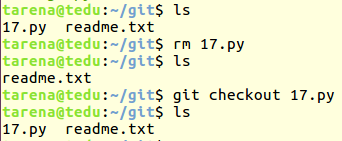 tarena@tedu:~/git$ ls
17.py  readme.txt
tarena@tedu:~/git$ rm 17.py
tarena@tedu:~/git$ ls
readme.txt
tarena@tedu:~/git$ git checkout 17.py
tarena@tedu:~/git$ ls
17.py  readme.txt